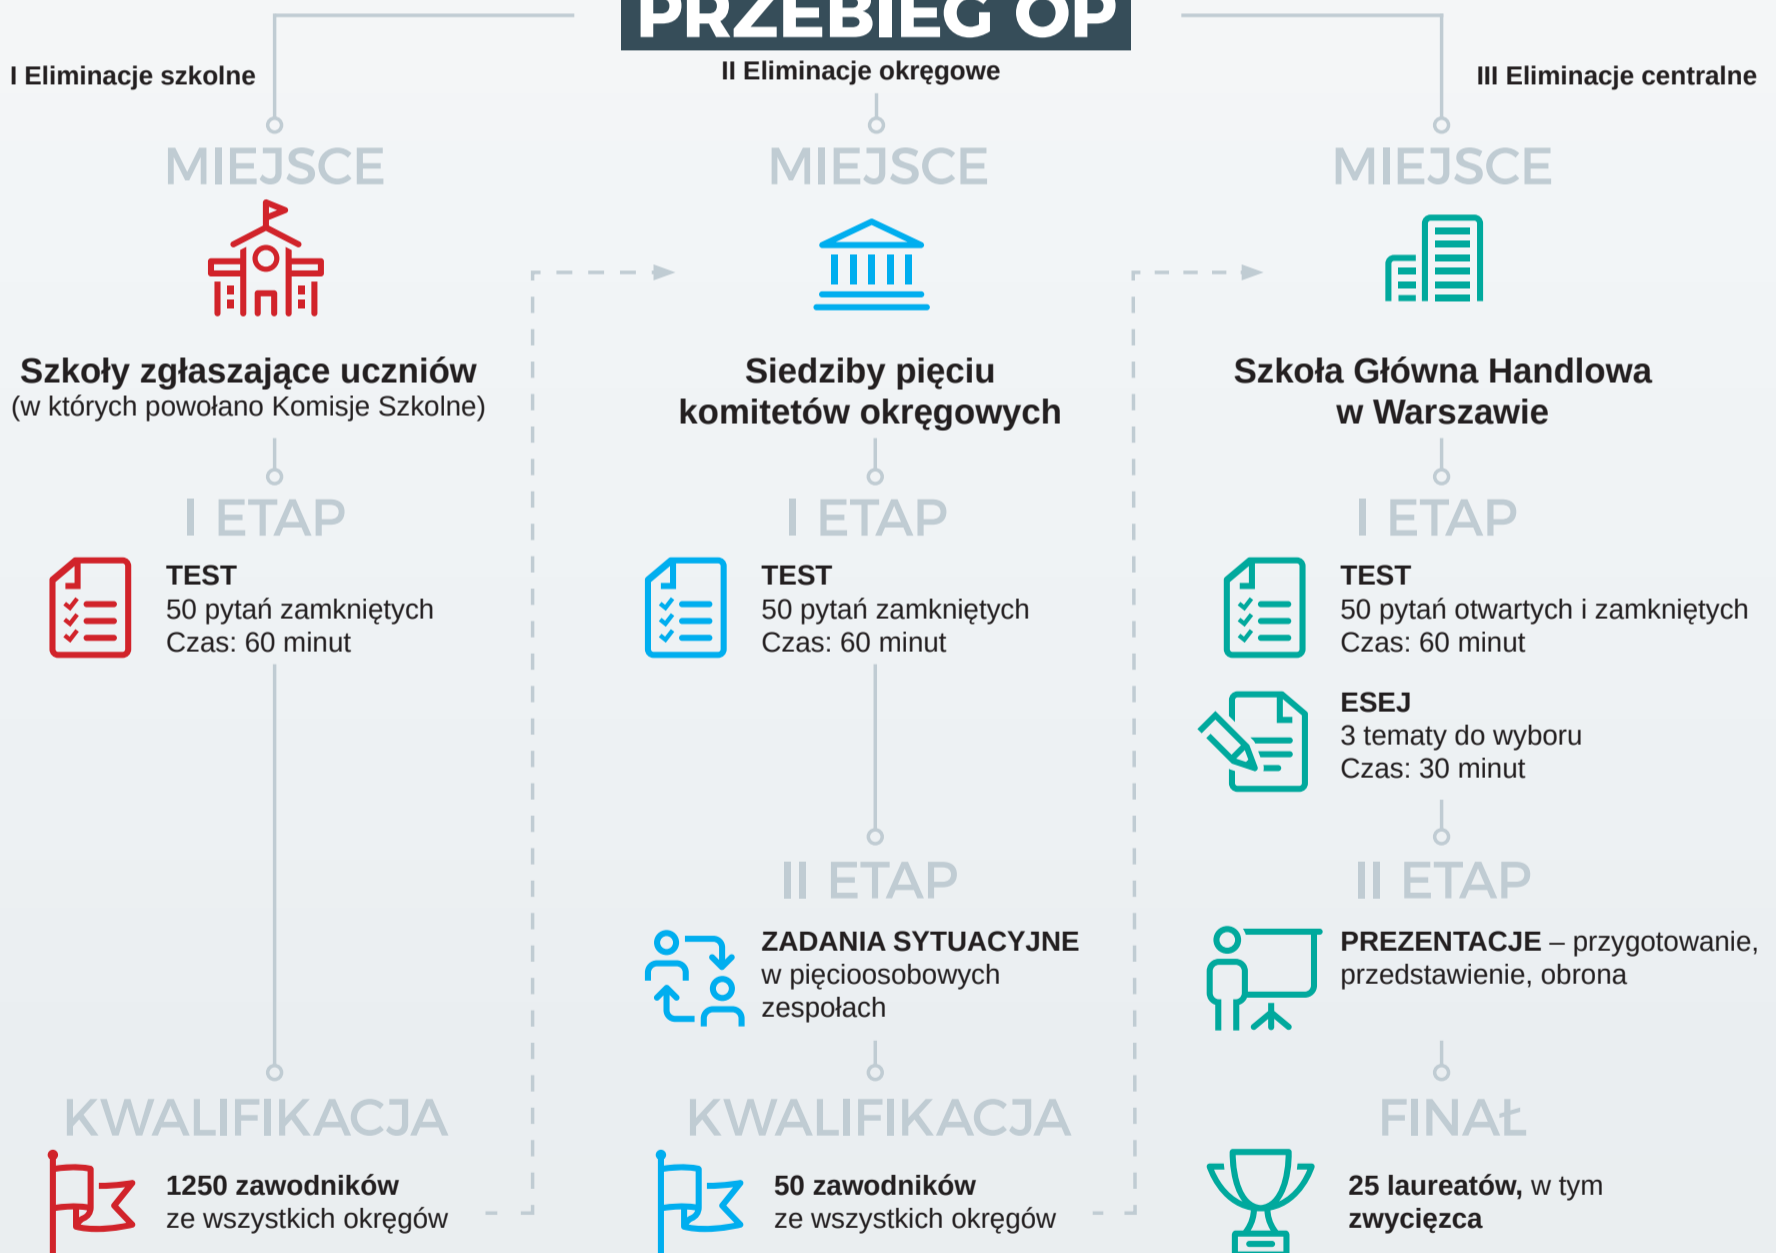 PRZEBIEG OP
I Eliminacje szkolne
MIEJSCE
Szkoły zgłaszające uczniów
(w których powołano Komisje Szkolne)
I ETAP
TEST
50 pytań zamkniętych
Czas: 60 minut
KWALIFIKACJA
1250 zawodników
ze wszystkich okręgów
II Eliminacje okręgowe
MIEJSCE
Siedziby pięciu
komitetów okręgowych
I ETAP
TEST
50 pytań zamkniętych
Czas: 60 minut
II ETAP
ZADANIA SYTUACYJNE
w pięcioosobowych
zespołach
KWALIFIKACJA
50 zawodników
ze wszystkich okręgów
III Eliminacje centralne
MIEJSCE
Szkoła Główna Handlowa
w Warszawie
I ETAP
TEST
50 pytań otwartych i zamkniętych
Czas: 60 minut
ESEJ
3 tematy do wyboru
Czas: 30 minut
II ETAP
PREZENTACJE – przygotowanie,
przedstawienie, obrona
FINAŁ
25 laureatów, w tym
zwycięzca